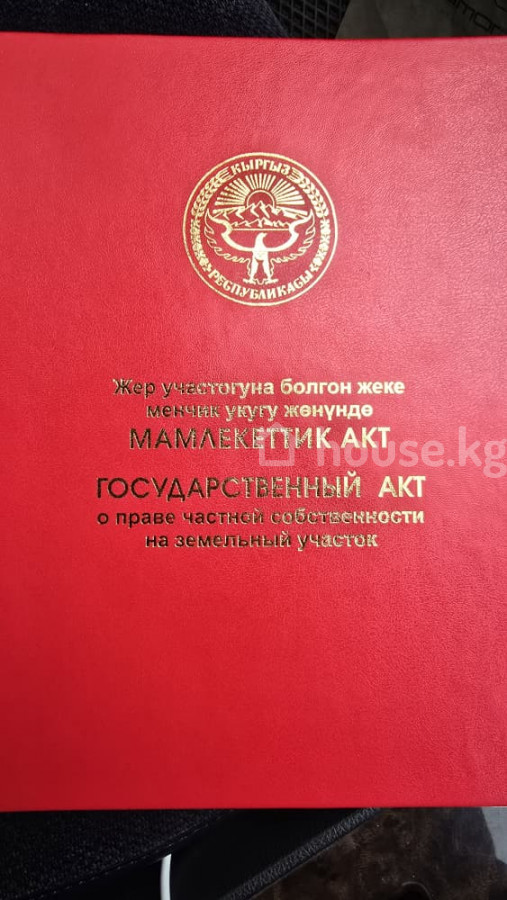 КЫРГЫЗ
РЕСПУБЛИКАСЫ
Жер участогуна болгон жеке
менчик укугу жөнүндө
МАМЛЕКЕТТИК АКТ
house.kg
ГОСУДАРСТВЕННЫЙ АКТ
о праве частной собственности
на земельный участок